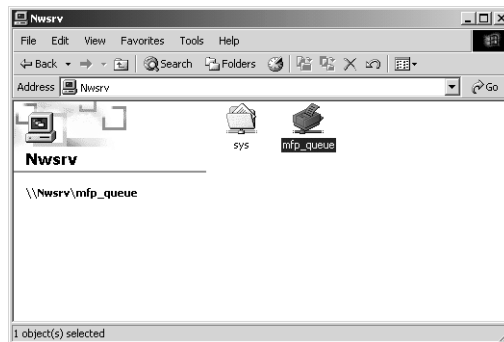 Nwsrv
File Edit View Favorites Tools Help
Back Search Folders
Address Nwsrv Go
sys mfp_queue
Nwsrv
\\Nwsrv\mfp_queue
1 object(s) selected